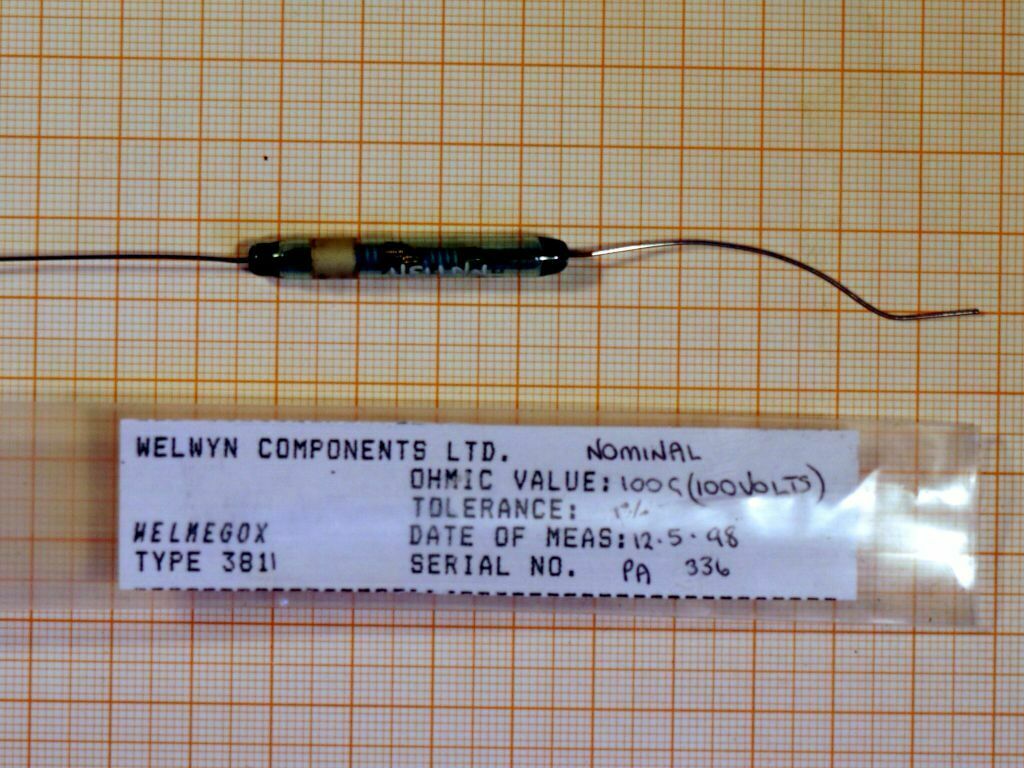 WELWYN COMPONENTS LTD. NOMINAL
OHMIC VALUE: 100G (100 VOLTS)
TOLERANCE: 1%
WELMEGOX DATE OF MEAS: 12.5.98
TYPE 3811 SERIAL NO. PA 336